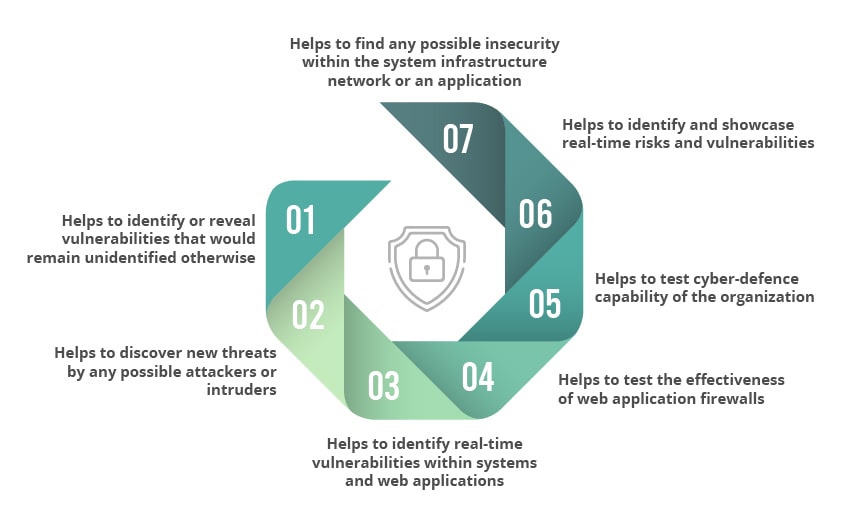 Helps to find any possible insecurity
within the system infrastructure
network or an application
07
Helps to identify and showcase
real-time risks and vulnerabilities
06
01
Helps to identify or reveal
vulnerabilities that would
remain unidentified otherwise
Helps to test cyber-defence
capability of the organization
05
02
Helps to discover new threats
by any possible attackers or
intruders
03
04
Helps to test the effectiveness
of web application firewalls
Helps to identify real-time
vulnerabilities within systems
and web applications